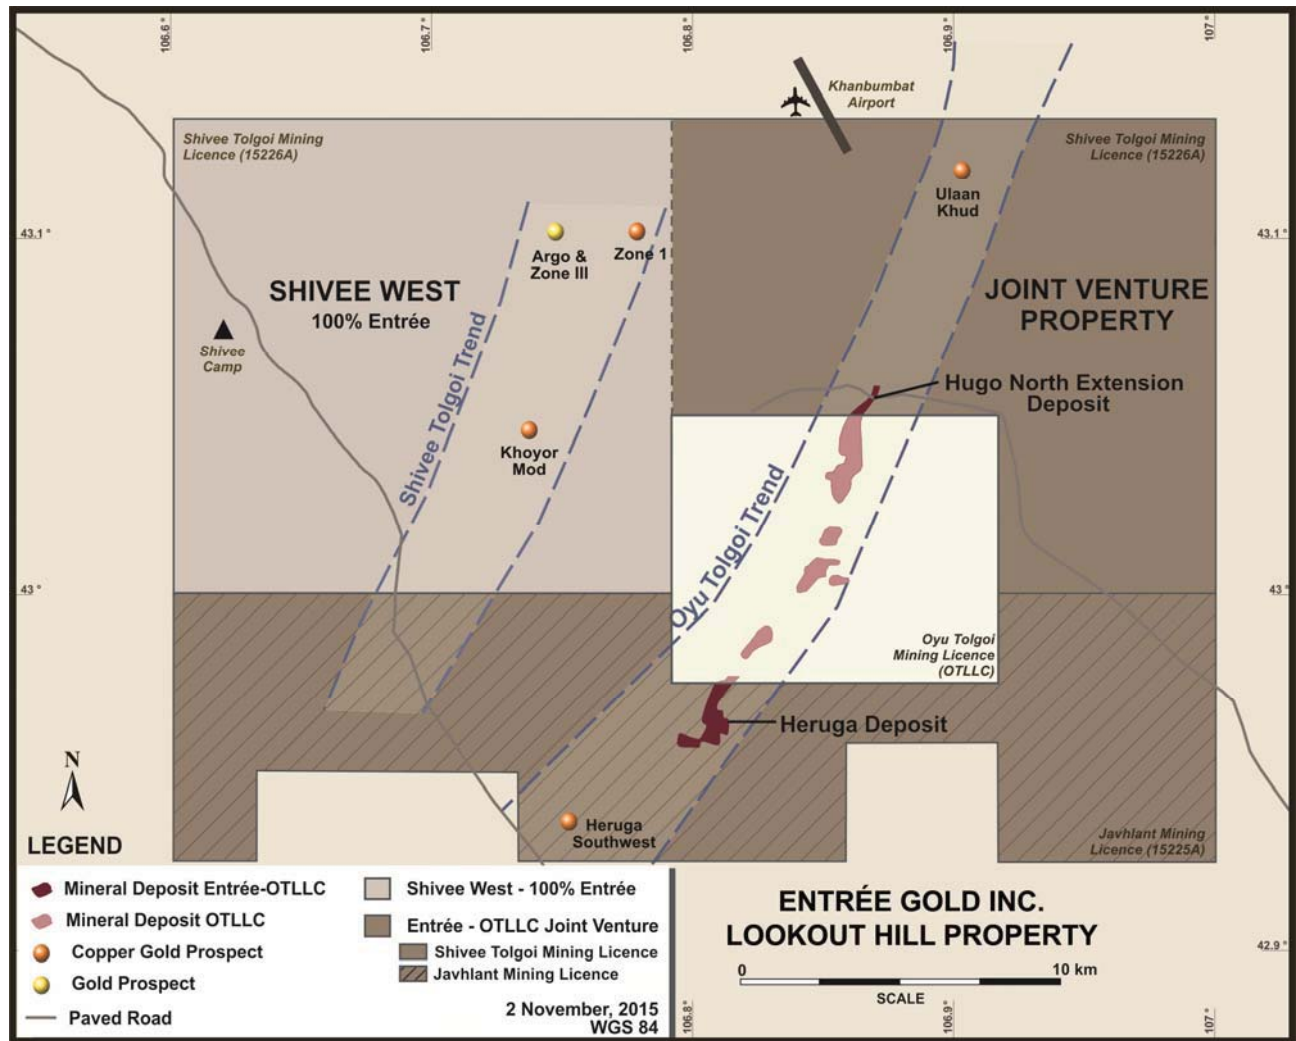 106.6 °
106.7 °
106.8 °
106.9 °
107 °
Khanbumbat
Airport
Shivee Tolgoi Mining
Licence (15226A)
Shivee Tolgoi Mining
Licence (15226A)
Ulaan
Khud
43.1 °
43.1 °
Argo &
Zone III
Zone 1
SHIVEE WEST
100% Entrée
JOINT VENTURE
PROPERTY
Shivee
Camp
Shivee Tolgoi Trend
Hugo North Extension
Deposit
Khoyor
Mod
Oyu Tolgoi Trend
43 °
43 °
Oyu Tolgoi
Mining Licence
(OTLLC)
Heruga Deposit
N
Heruga
Southwest
Javhlant Mining
Licence (15225A)
LEGEND
Mineral Deposit Entrée-OTLLC
Mineral Deposit OTLLC
Copper Gold Prospect
Gold Prospect
Paved Road
Shivee West - 100% Entrée
Entrée - OTLLC Joint Venture
Shivee Tolgoi Mining Licence
Javhlant Mining Licence
2 November, 2015
WGS 84
ENTRÉE GOLD INC.
LOOKOUT HILL PROPERTY
0 10 km
SCALE
42.9 °
106.8 °
106.9 °
107 °